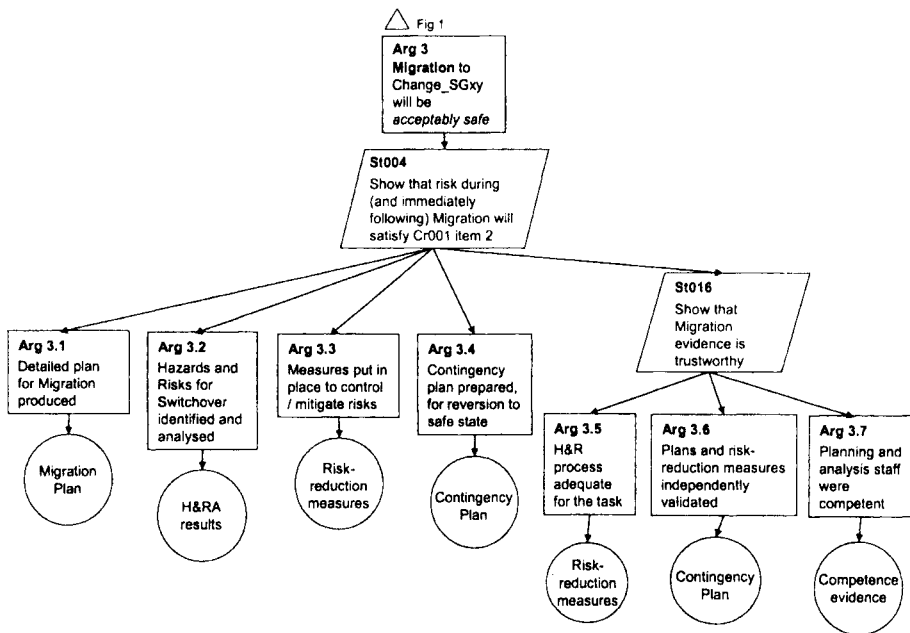 Fig 1
Arg 3
Migration to
Change_SGxy
will be
acceptably safe
St004
Show that risk during
(and immediately
following) Migration will
satisfy Cr001 item 2
St016
Show that
Migration
evidence is
trustworthy
Arg 3.1
Detailed plan
for Migration
produced
Arg 3.2
Hazards and
Risks for
Switchover
identified and
analysed
Arg 3.3
Measures put in
place to control
/ mitigate risks
Arg 3.4
Contingency
plan prepared,
for reversion to
safe state
Arg 3.5
H&R
process
adequate
for the task
Arg 3.6
Plans and risk-
reduction measures
independently
validated
Arg 3.7
Planning and
analysis staff
were
competent
Migration
Plan
H&RA
results
Risk-
reduction
measures
Contingency
Plan
Risk-
reduction
measures
Contingency
Plan
Competence
evidence